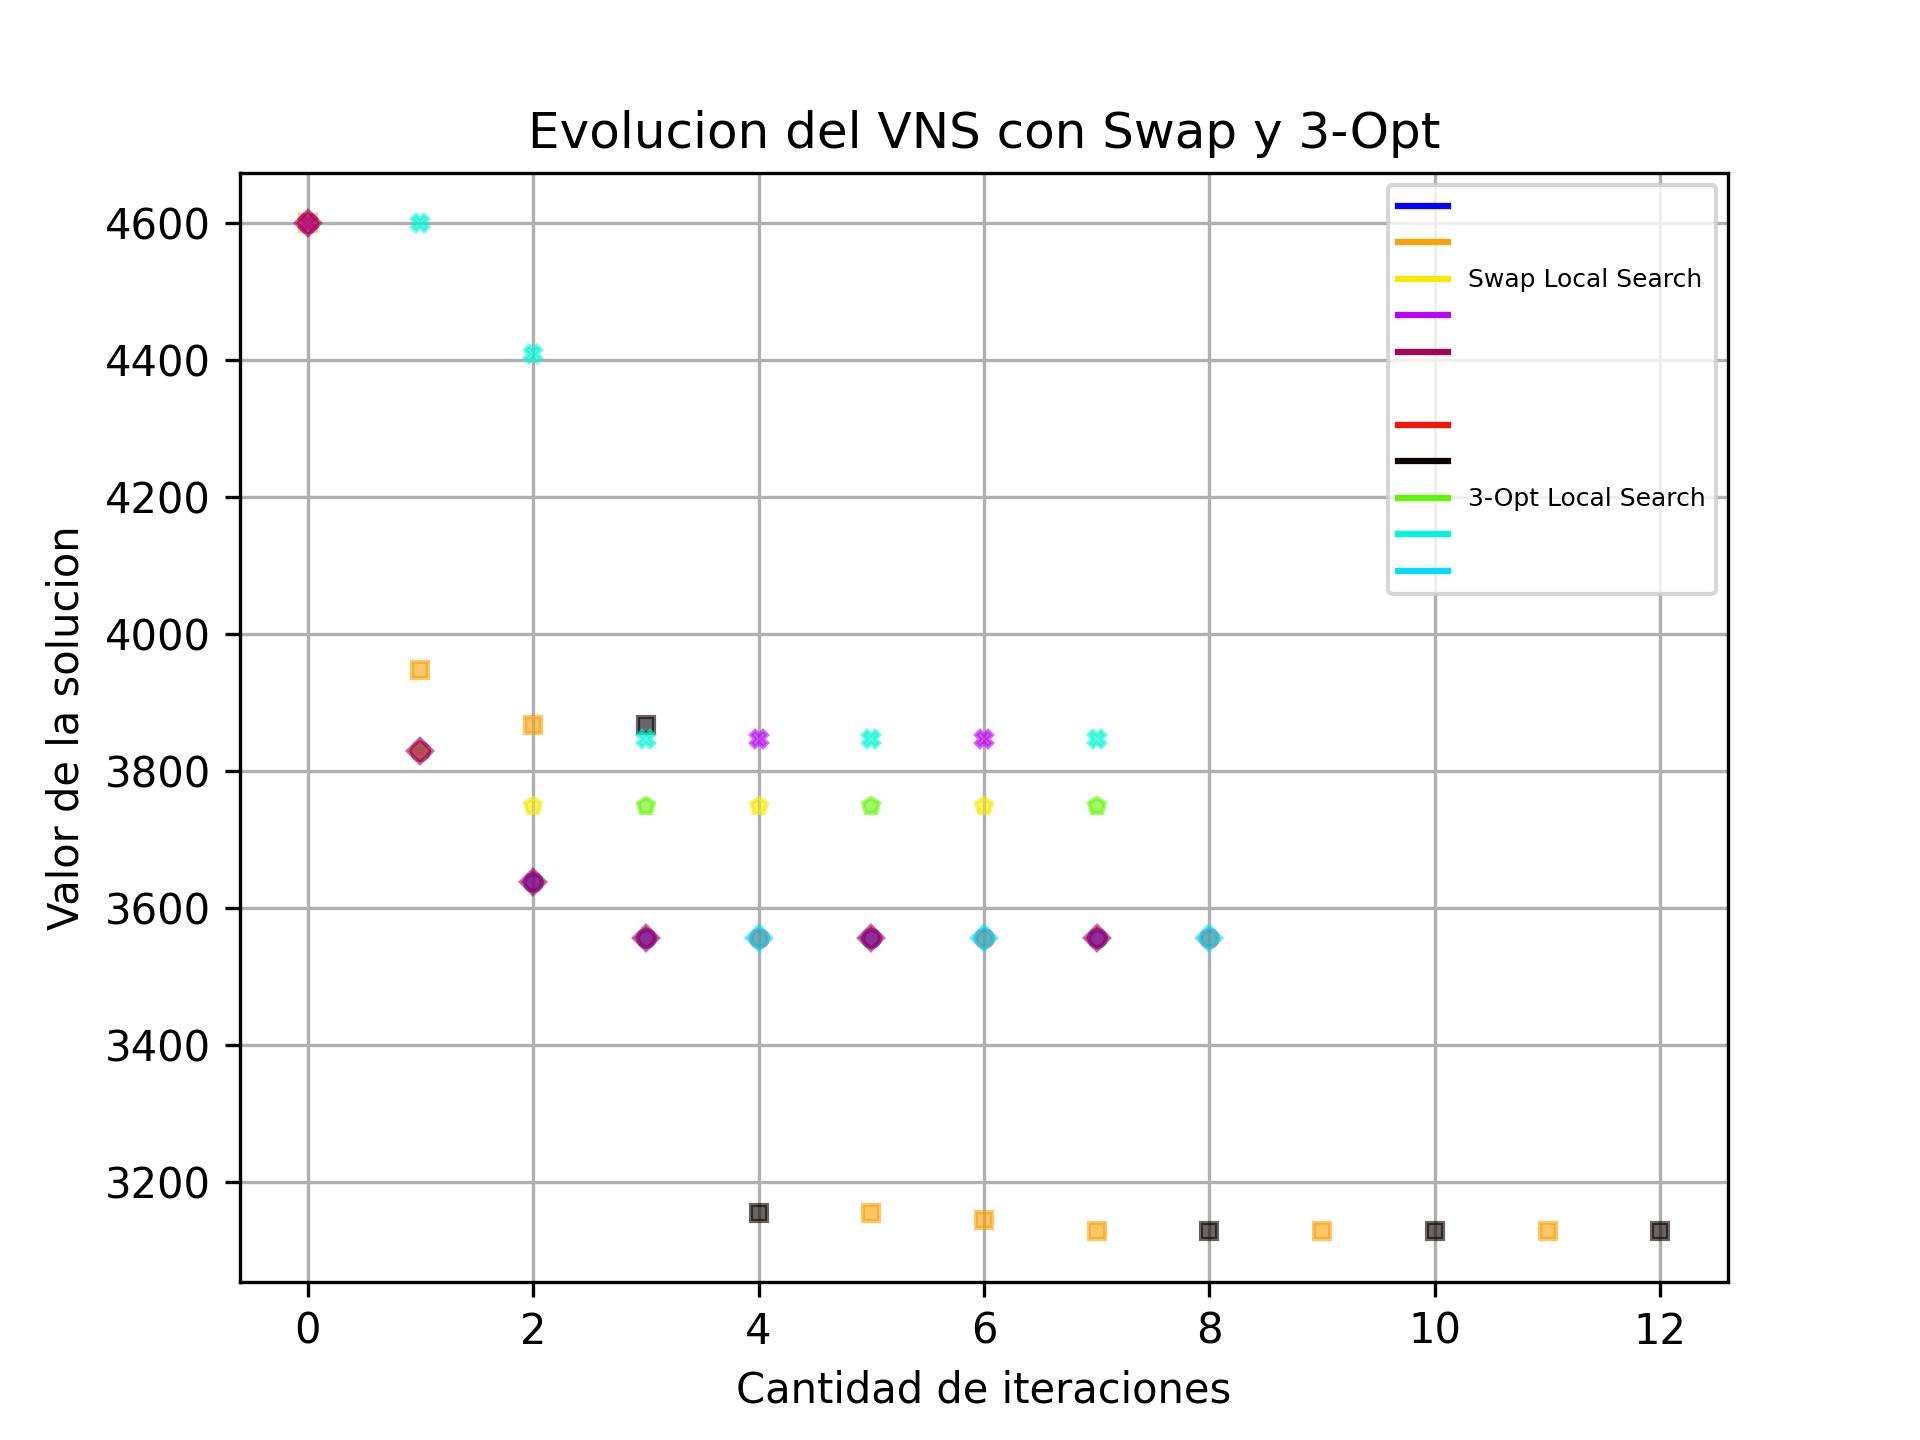 Evolucion del VNS con Swap y 3-Opt
4600
4400
4200
4000
3800
3600
3400
3200
Valor de la solucion
Swap Local Search
3-Opt Local Search
0 2 4 6 8 10 12
Cantidad de iteraciones